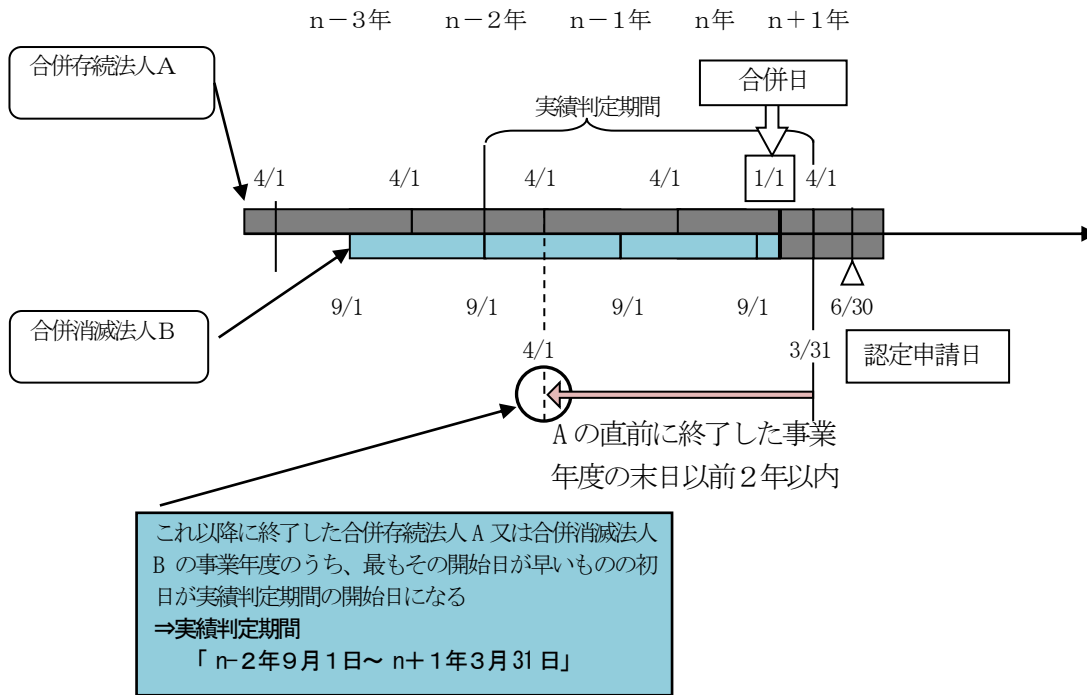 n－3年 n－2年 n－1年 n年 n＋1年
合併存続法人A
合併日
実績判定期間
4/1 4/1 4/1 4/1 1/1 4/1
9/1 9/1 9/1 9/1 6/30
合併消滅法人B
4/1 3/31 認定申請日
A の直前に終了した事業
年度の末日以前２年以内
これ以降に終了した合併存続法人 A 又は合併消滅法人
B の事業年度のうち、最もその開始日が早いものの初
日が実績判定期間の開始日になる
⇒実績判定期間
「 n-2年９月１日～ n＋1年３月31日」